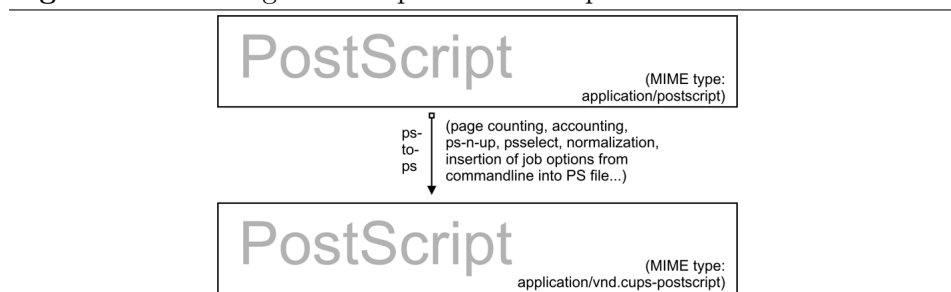 PostScript
(MIME type:
application/postscript)
ps-
to-
ps
(page counting, accounting,
ps-n-up, psselect, normalization,
insertion of job options from
commandline into PS file...)
PostScript
(MIME type:
application/vnd.cups-postscript)